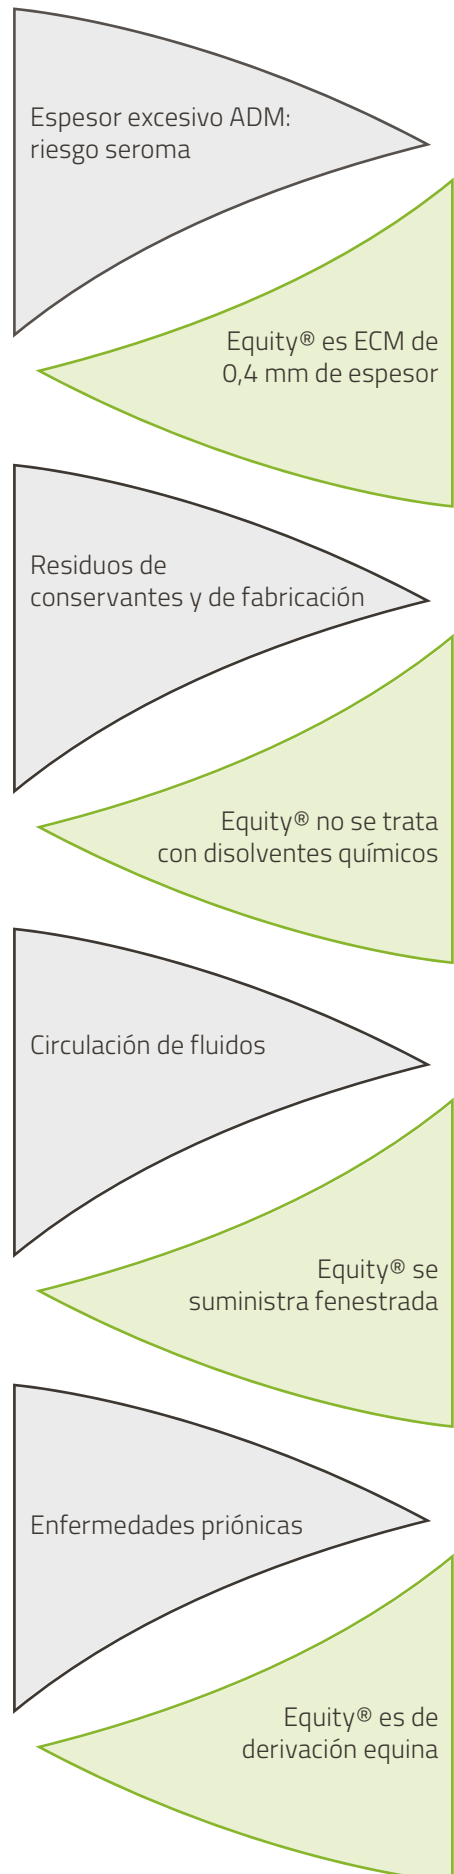 Espesor excesivo ADM:
riesgo seroma
Equity® es ECM de
0,4 mm de espesor
Residuos de
conservantes y de fabricación
Equity® no se trata
con disolventes químicos
Circulación de fluidos
Equity® se
suministra fenestrada
Enfermedades priónicas
Equity® es de
derivación equina